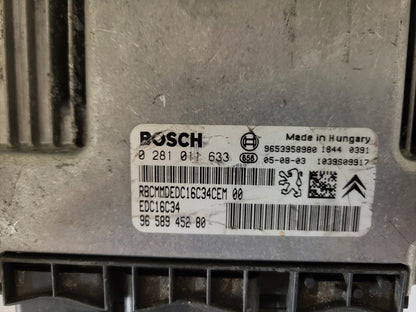 BOSCH
Made in Hungary
0 281 011 633
658
9653958980 1844 0391
05-08-03 1039S09917
RBCMMDEDC16C34CEM 00
EDC16C34
96 589 452 80